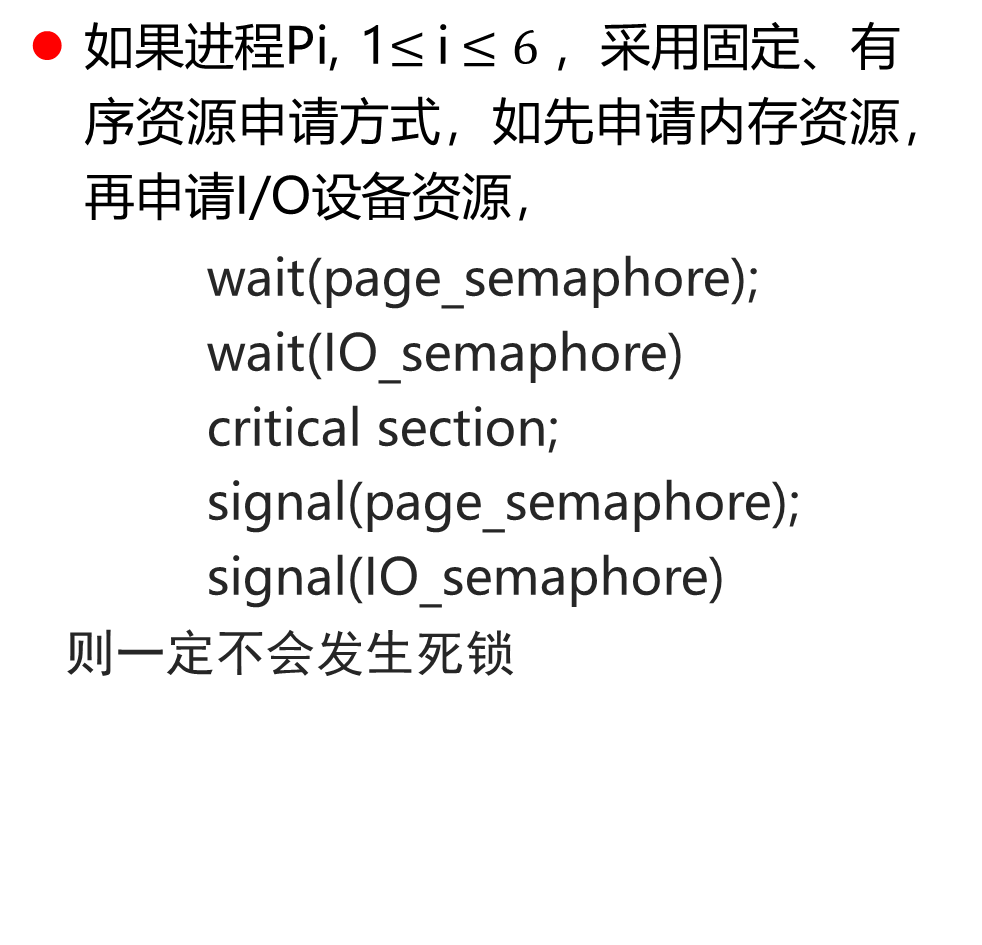 ● 如果进程Pi, 1≤ i ≤ 6 ，采用固定、有
序资源申请方式，如先申请内存资源，
再申请I/O设备资源，
wait(page_semaphore);
wait(IO_semaphore)
critical section;
signal(page_semaphore);
signal(IO_semaphore)
则一定不会发生死锁